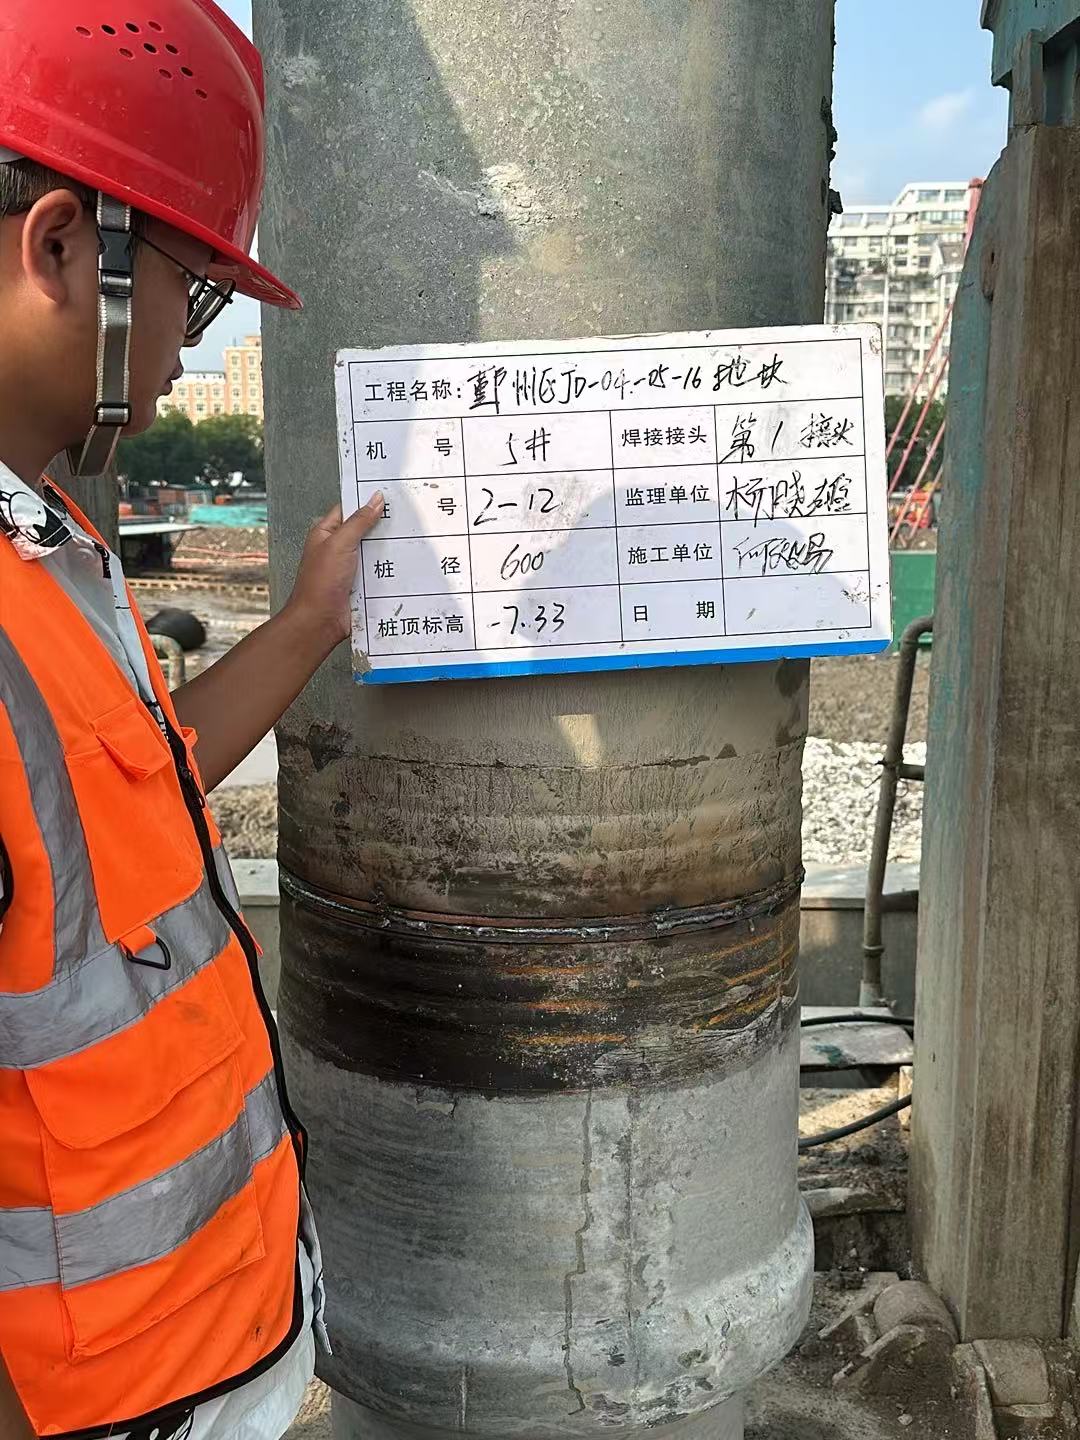 工程名称: 鄞州区JD-04-05-16地块
机 号 5# 焊接接头 第1接头
号 2-12 监理单位
桩 径 600 施工单位
桩顶标高 -7.33 日 期